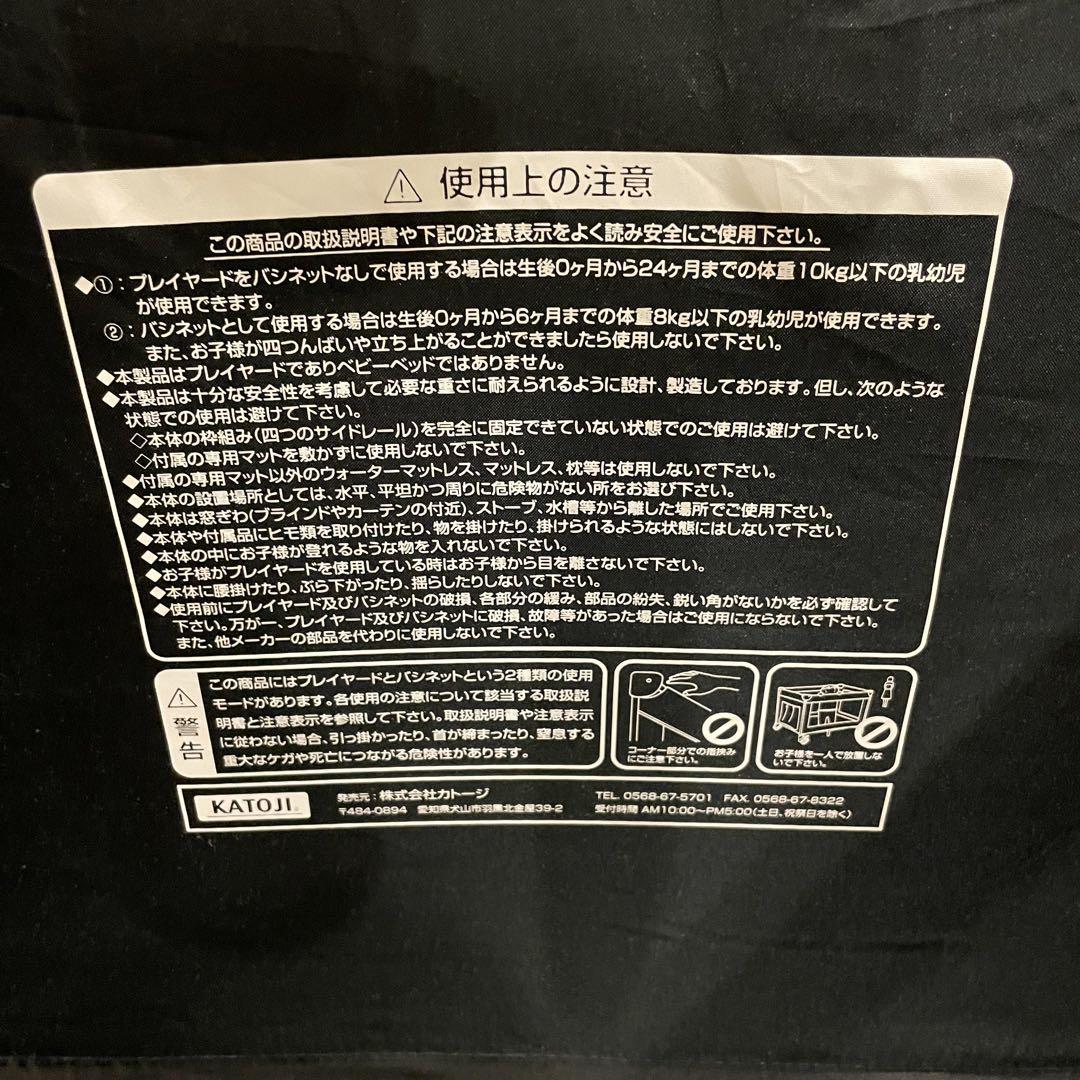 ⚠ 使用上の注意
この商品の取扱説明書や下記の注意表示をよく読み安全にご使用下さい。
◆①：プレイヤードをバシネットなしで使用する場合は生後0ヶ月から24ヶ月までの体重10kg以下の乳幼児
が使用できます。
②：バシネットとして使用する場合は生後0ヶ月から6ヶ月までの体重8kg以下の乳幼児が使用できます。
また、お子様が四つんばいや立ち上がることができましたら使用しないで下さい。
◆本製品はプレイヤードでありベビーベッドではありません。
◆本製品は十分な安全性を考慮して必要な重さに耐えられるように設計、製造しております。但し、次のような
状態での使用は避けて下さい。
◇本体の枠組み（四つのサイドレール）を完全に固定できていない状態でのご使用は避けて下さい。
◇付属の専用マットを敷かずに使用しないで下さい。
◆付属の専用マット以外のウォーターマットレス、マットレス、枕等は使用しないで下さい。
◆本体の設置場所としては、水平、平坦かつ周りに危険物がない所をお選び下さい。
◆本体は窓ぎわ（ブラインドやカーテンの付近）、ストーブ、水槽等から離した場所でご使用下さい。
◆本体や付属品にヒモ類を取り付けたり、物を掛けたり、掛けられるような状態にはしないで下さい。
◆本体の中にお子様が登れるような物を入れないで下さい。
◆お子様がプレイヤードを使用している時はお子様から目を離さないで下さい。
◆本体に腰掛けたり、ぶら下がったり、揺らしたりしないで下さい。
◆使用前にプレイヤード及びバシネットの破損、各部分の緩み、部品の紛失、鋭い角がないかを必ず確認して
下さい。万が一、プレイヤード及びバシネットに破損、故障等があった場合はご使用にならないで下さい。
また、他メーカーの部品を代わりに使用しないで下さい。
⚠ 警告
この商品にはプレイヤードとバシネットという2種類の使用
モードがあります。各使用の注意について該当する取扱説
明書と注意表示を参照して下さい。取扱説明書や注意表示
に従わない場合、引っ掛かったり、首が締まったり、窒息する
重大なケガや死亡につながる危険性があります。
コーナー部分での指挟み
にご注意下さい。
お子様を一人で放置しな
いで下さい。
KATOJI®
発売元：株式会社カトージ
〒484-0894 愛知県犬山市羽黒北金屋39-2
TEL. 0568-67-5701 FAX. 0568-67-8322
受付時間 AM10:00〜PM5:00（土日、祝祭日を除く）